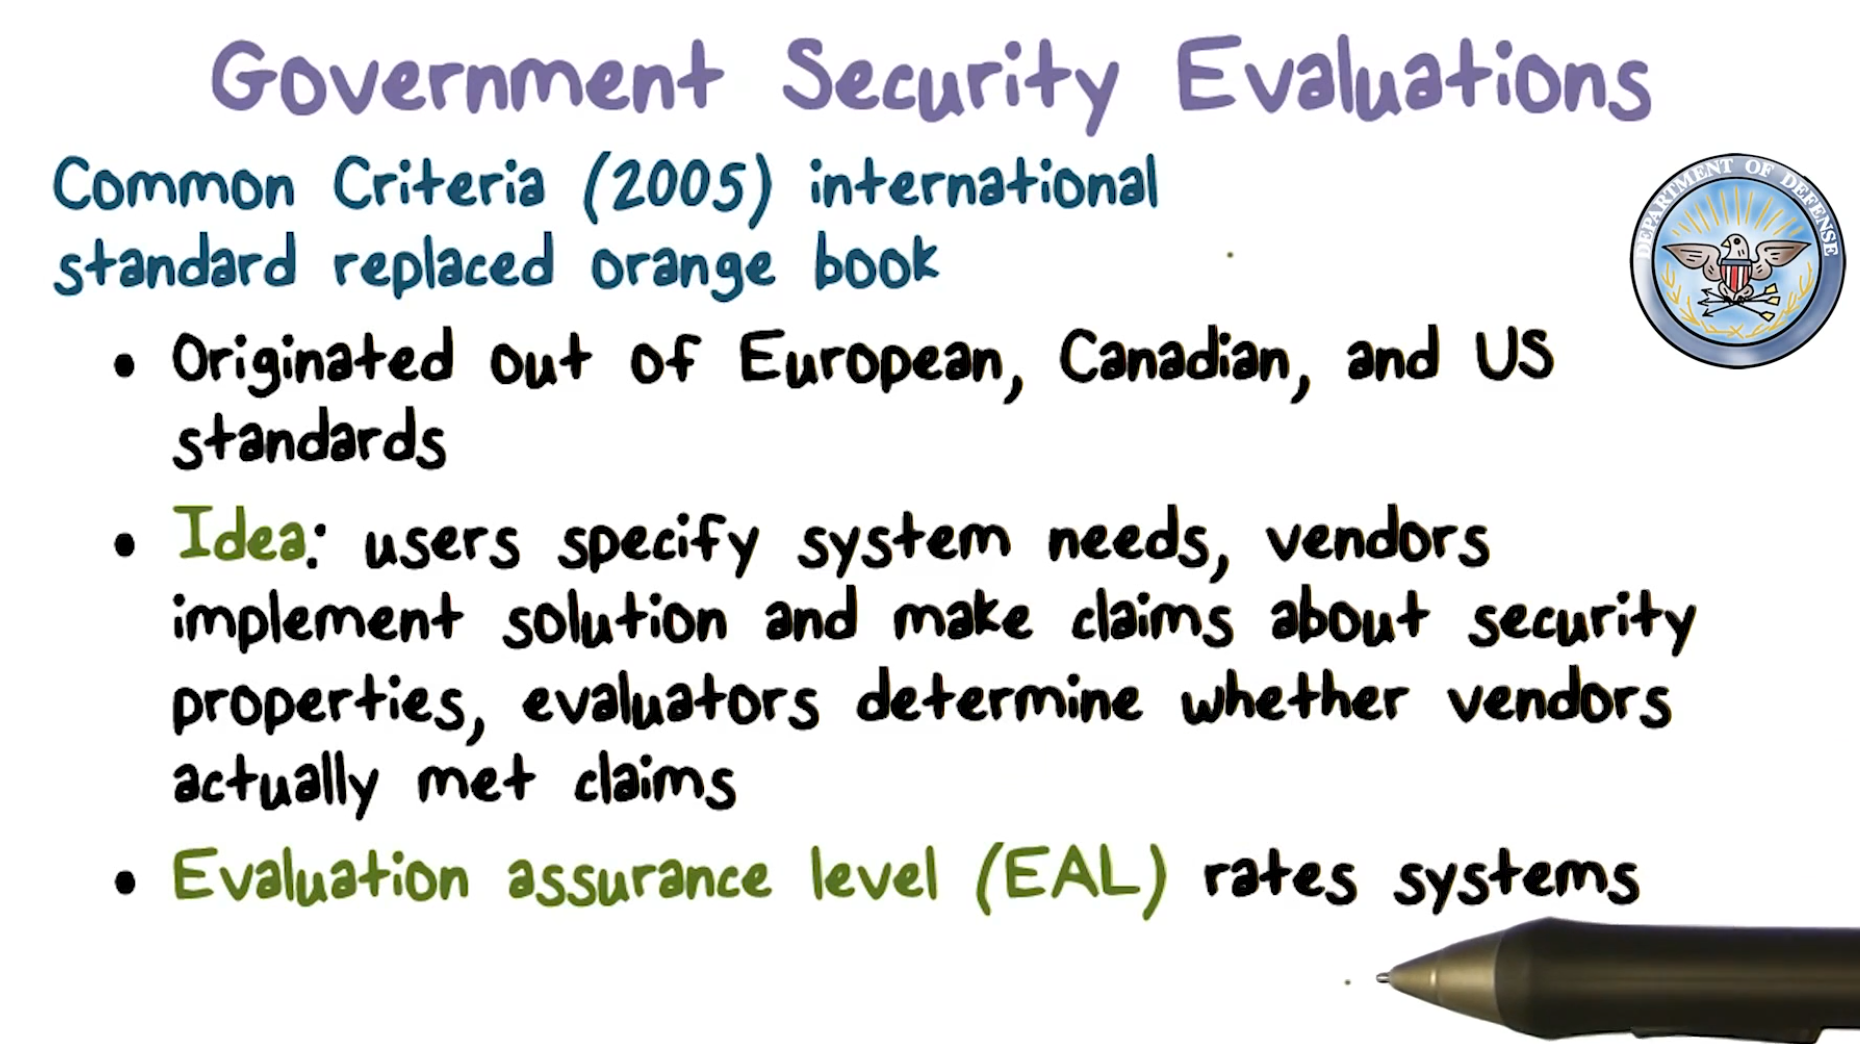 Government Security Evaluations
Common Criteria (2005) international
standard replaced orange book
DEPARTMENT OF DEFENSE
• Originated out of European, Canadian, and US
standards
• Idea: users specify system needs, vendors
implement solution and make claims about security
properties, evaluators determine whether vendors
actually met claims
• Evaluation assurance level (EAL) rates systems